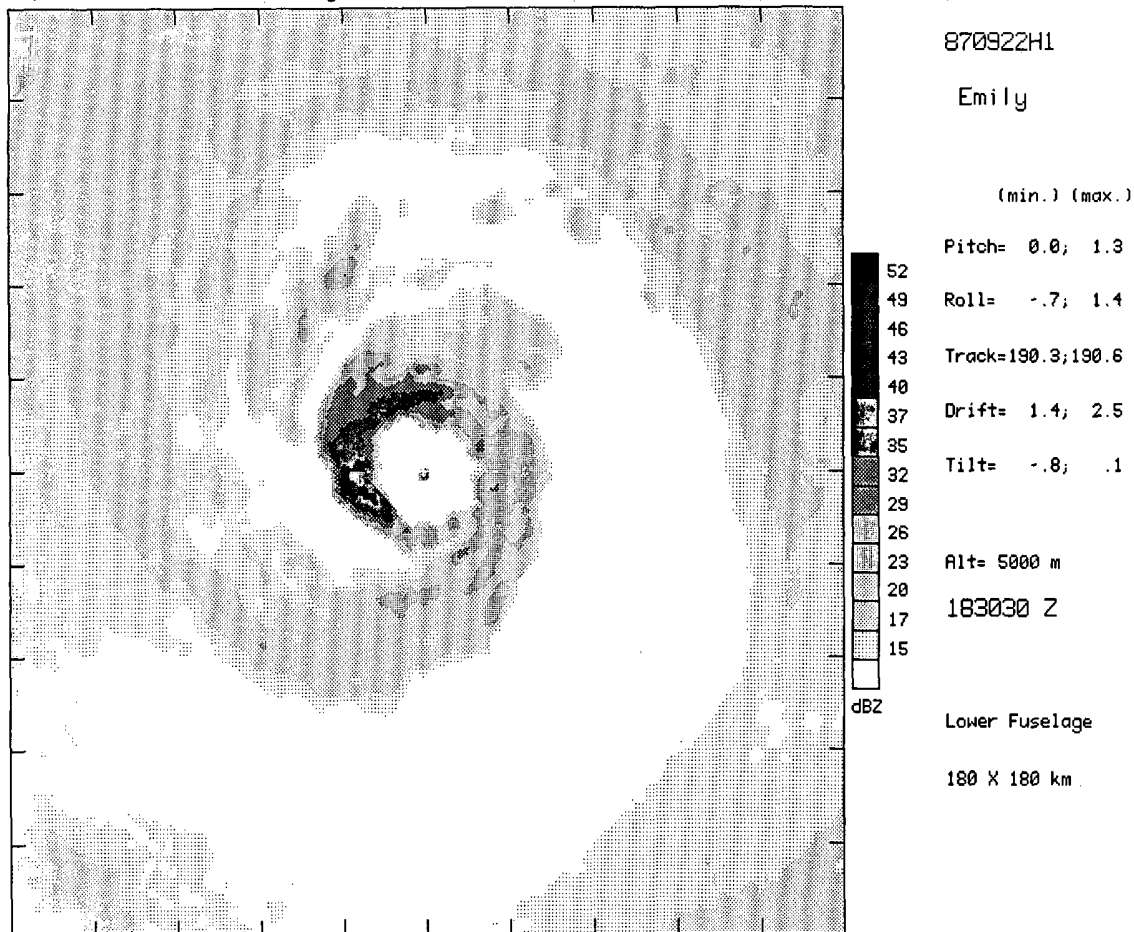 870922H1
Emily
(min.) (max.)
Pitch= 0.0; 1.3
Roll= -.7; 1.4
Track=190.3;190.6
Drift= 1.4; 2.5
Tilt= -.8; .1
Alt= 5000 m
183030 Z
Lower Fuselage
180 X 180 km
52
49
46
43
40
37
35
32
29
26
23
20
17
15
dBZ